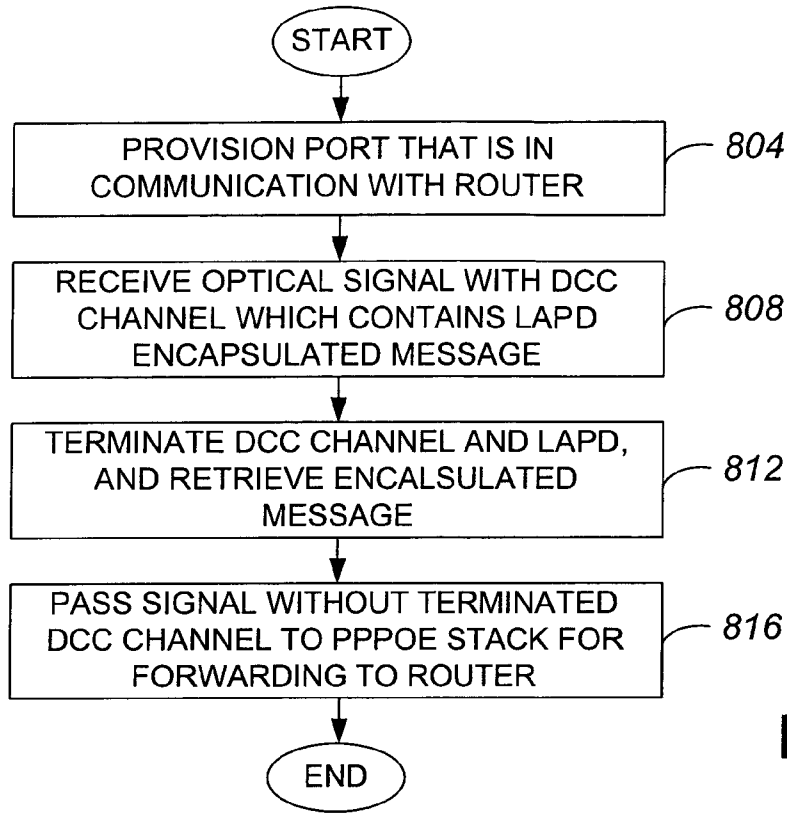 START
PROVISION PORT THAT IS IN
COMMUNICATION WITH ROUTER
804
RECEIVE OPTICAL SIGNAL WITH DCC
CHANNEL WHICH CONTAINS LAPD
ENCAPSULATED MESSAGE
808
TERMINATE DCC CHANNEL AND LAPD,
AND RETRIEVE ENCALSULATED
MESSAGE
812
PASS SIGNAL WITHOUT TERMINATED
DCC CHANNEL TO PPPOE STACK FOR
FORWARDING TO ROUTER
816
END